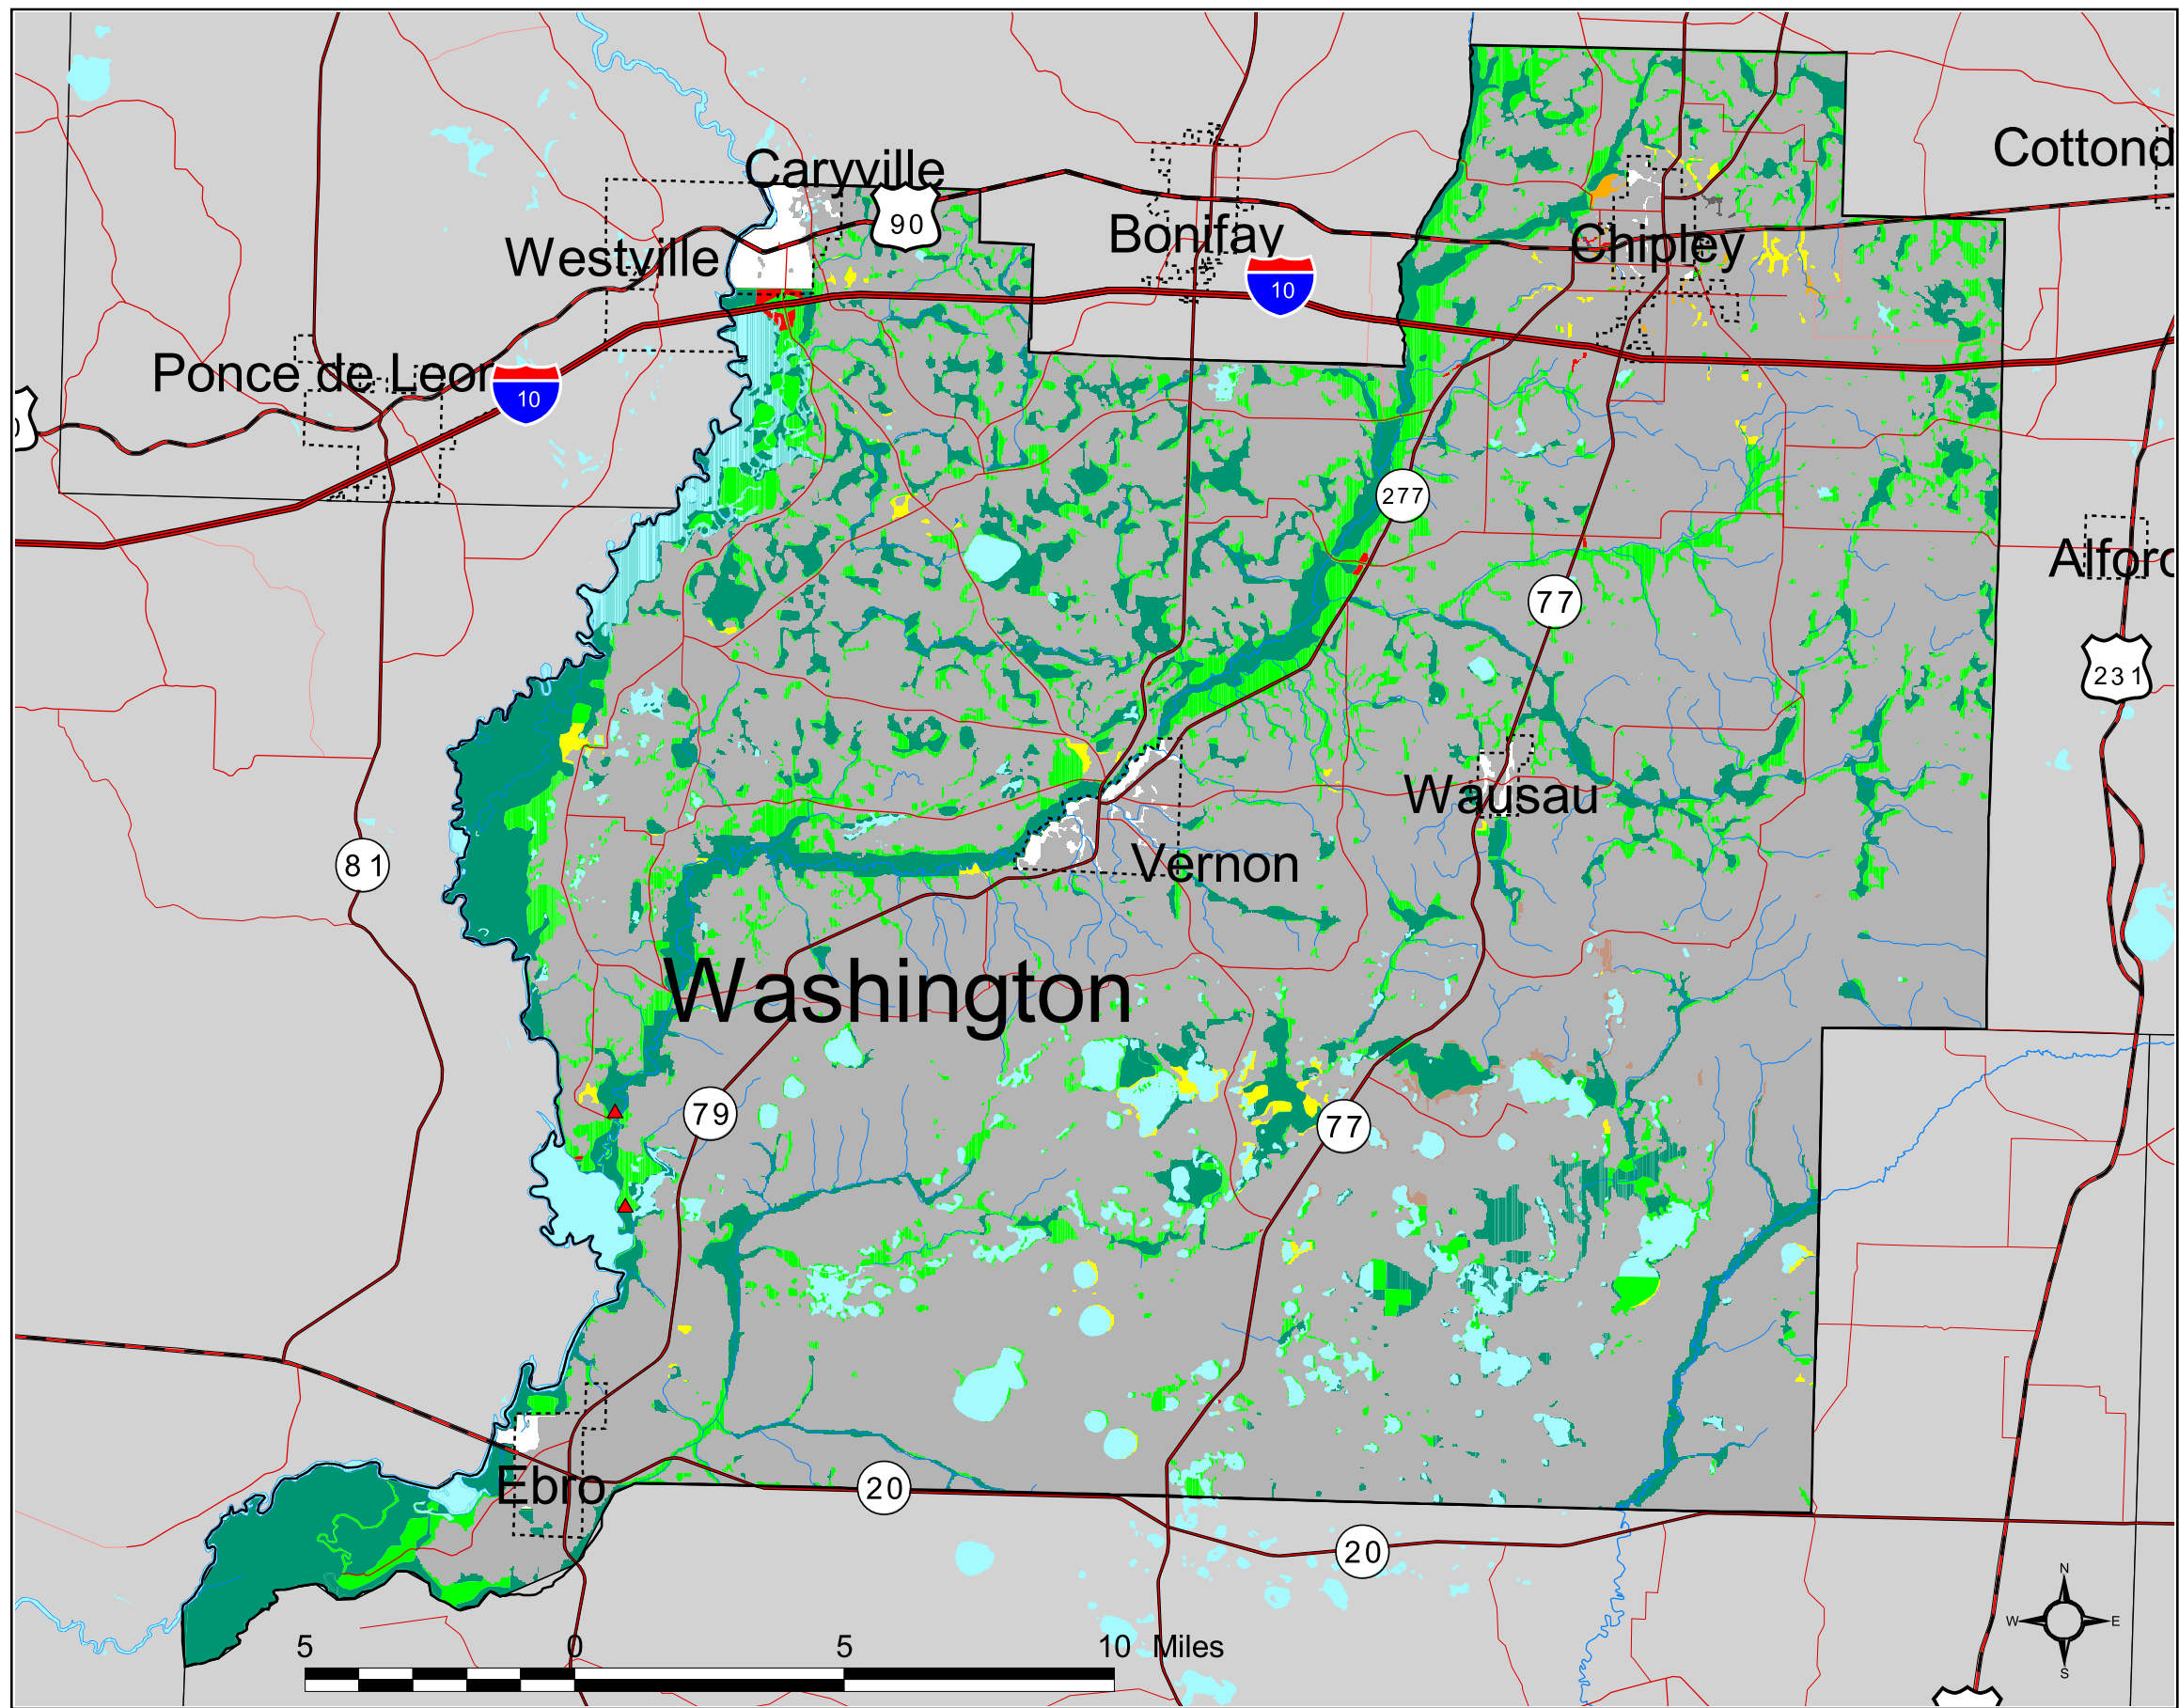 Cottond
Caryville
90
Bonifay
Westville
Chipley
10
Ponce de Leon
10
277
Alford
77
231
Wausau
Vernon
81
Washington
79
77
Ebro
20
20
N
W E
S
5 0 5 10 Miles